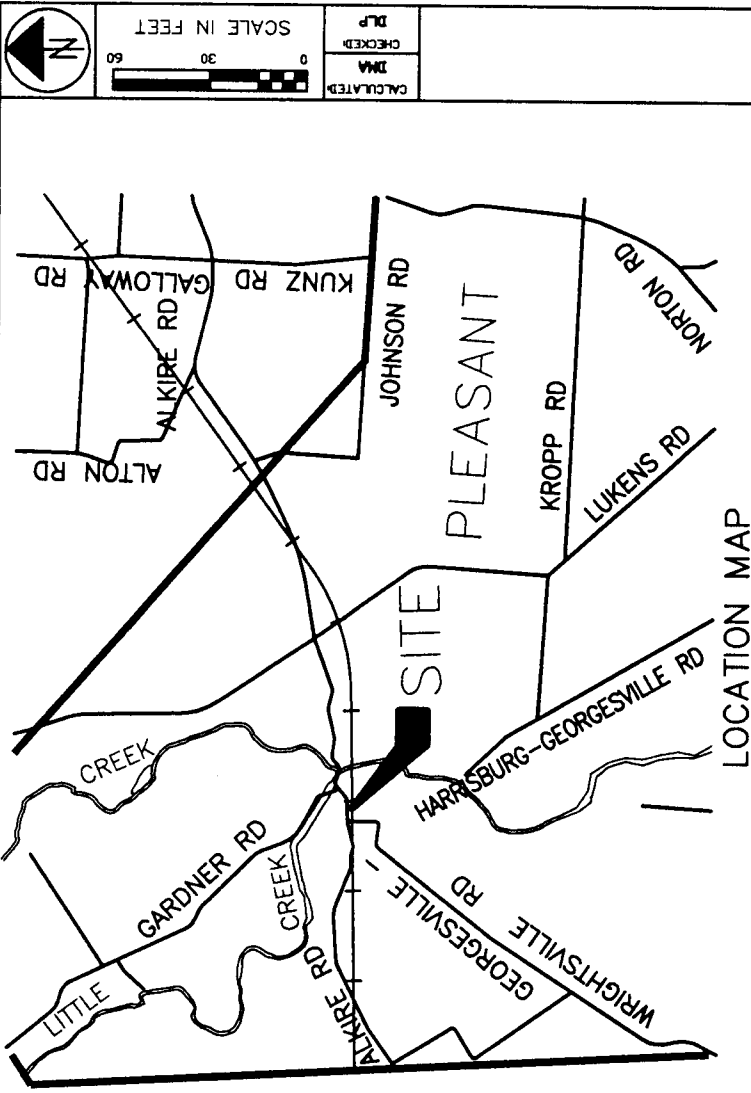 SCALE IN FEET
60 30 0
N
CALCULATED:
DMA
CHECKED:
DLP
GALLOWAY RD
KUNZ RD
ALKIRE RD
ALTON RD
JOHNSON RD
PLEASANT
KROPP RD
NORTON RD
LUKENS RD
SITE
CREEK
HARRISBURG-GEORGESVILLE RD
GARDNER RD
CREEK
LITTLE
ALKIRE RD
GEORGESVILLE -
WRIGHTSVILLE RD
LOCATION MAP